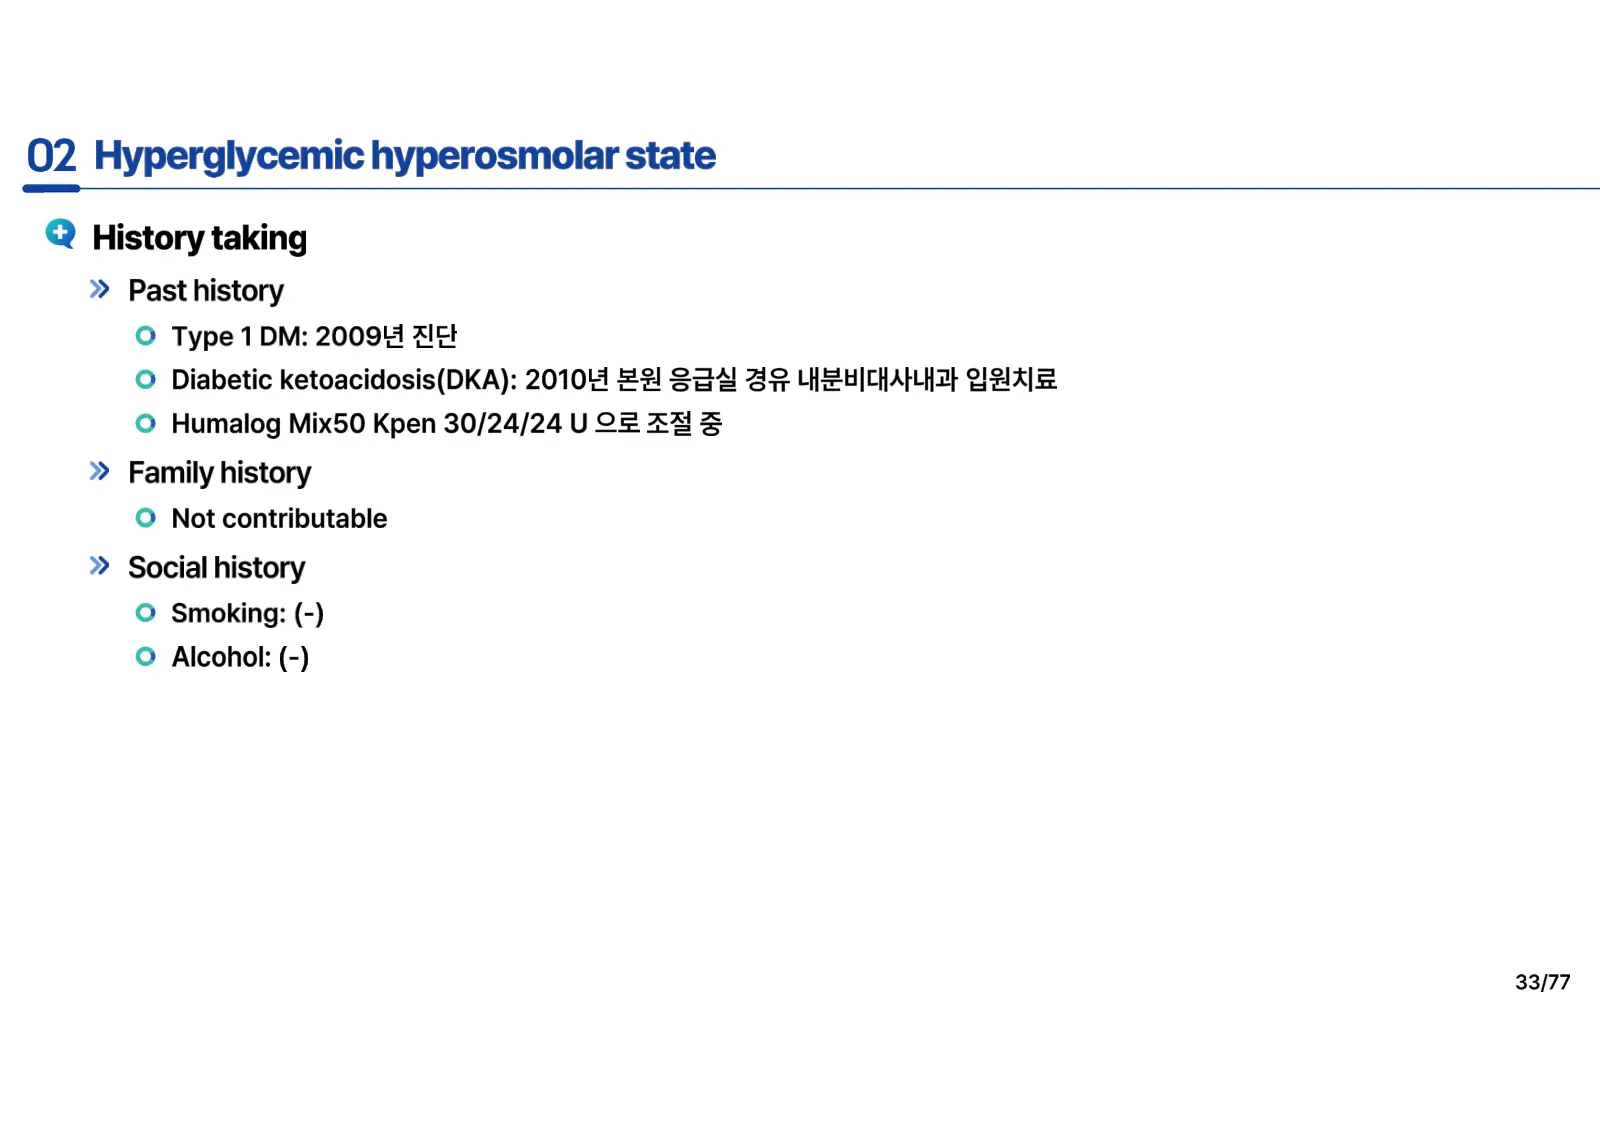 02 Hyperglycemic hyperosmolar state
History taking
Past history
Type 1 DM: 2009년 진단
Diabetic ketoacidosis(DKA): 2010년 본원 응급실 경유 내분비대사내과 입원치료
Humalog Mix50 Kpen 30/24/24 U 으로 조절 중
Family history
Not contributable
Social history
Smoking: (-)
Alcohol: (-)
33/77